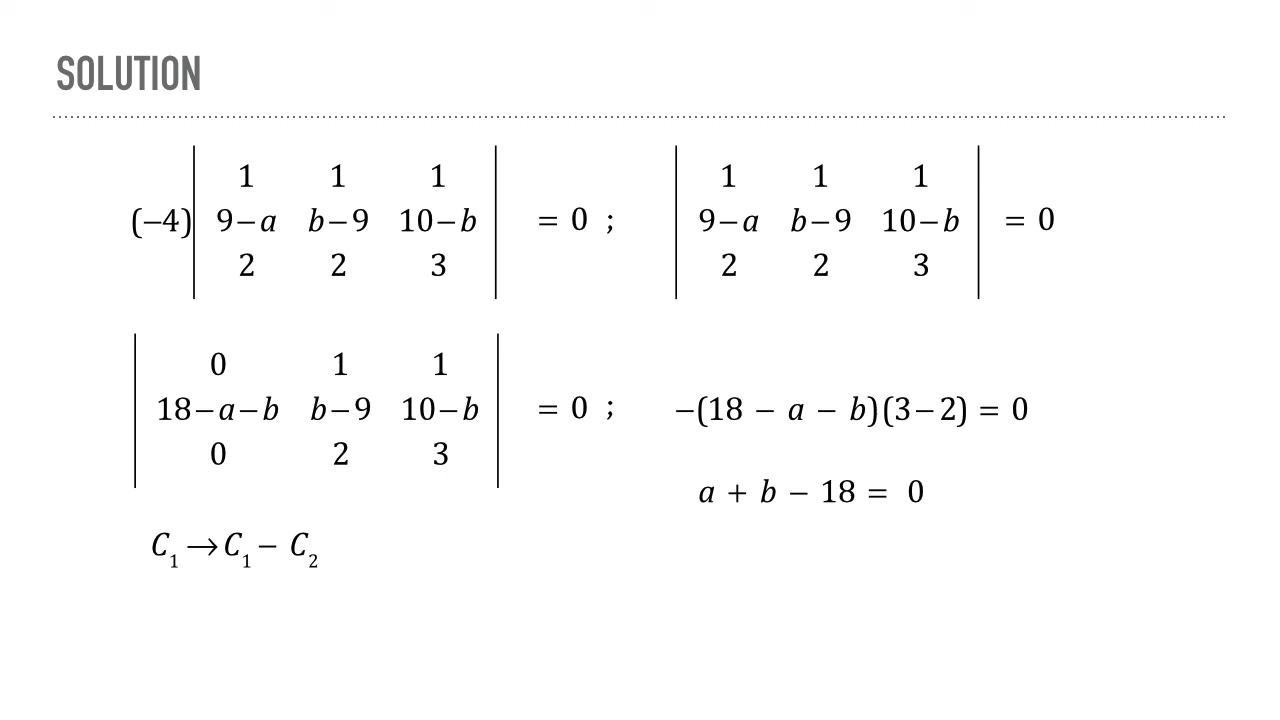 SOLUTION
(−4) | 1 1 1 | | 1 1 1 |
| 9−a b−9 10−b | = 0 ; | 9−a b−9 10−b | = 0
| 2 2 3 | | 2 2 3 |
| 0 1 1 |
| 18−a−b b−9 10−b | = 0 ; −(18 − a − b)(3−2) = 0
| 0 2 3 |
a + b − 18 = 0
C₁ → C₁ − C₂